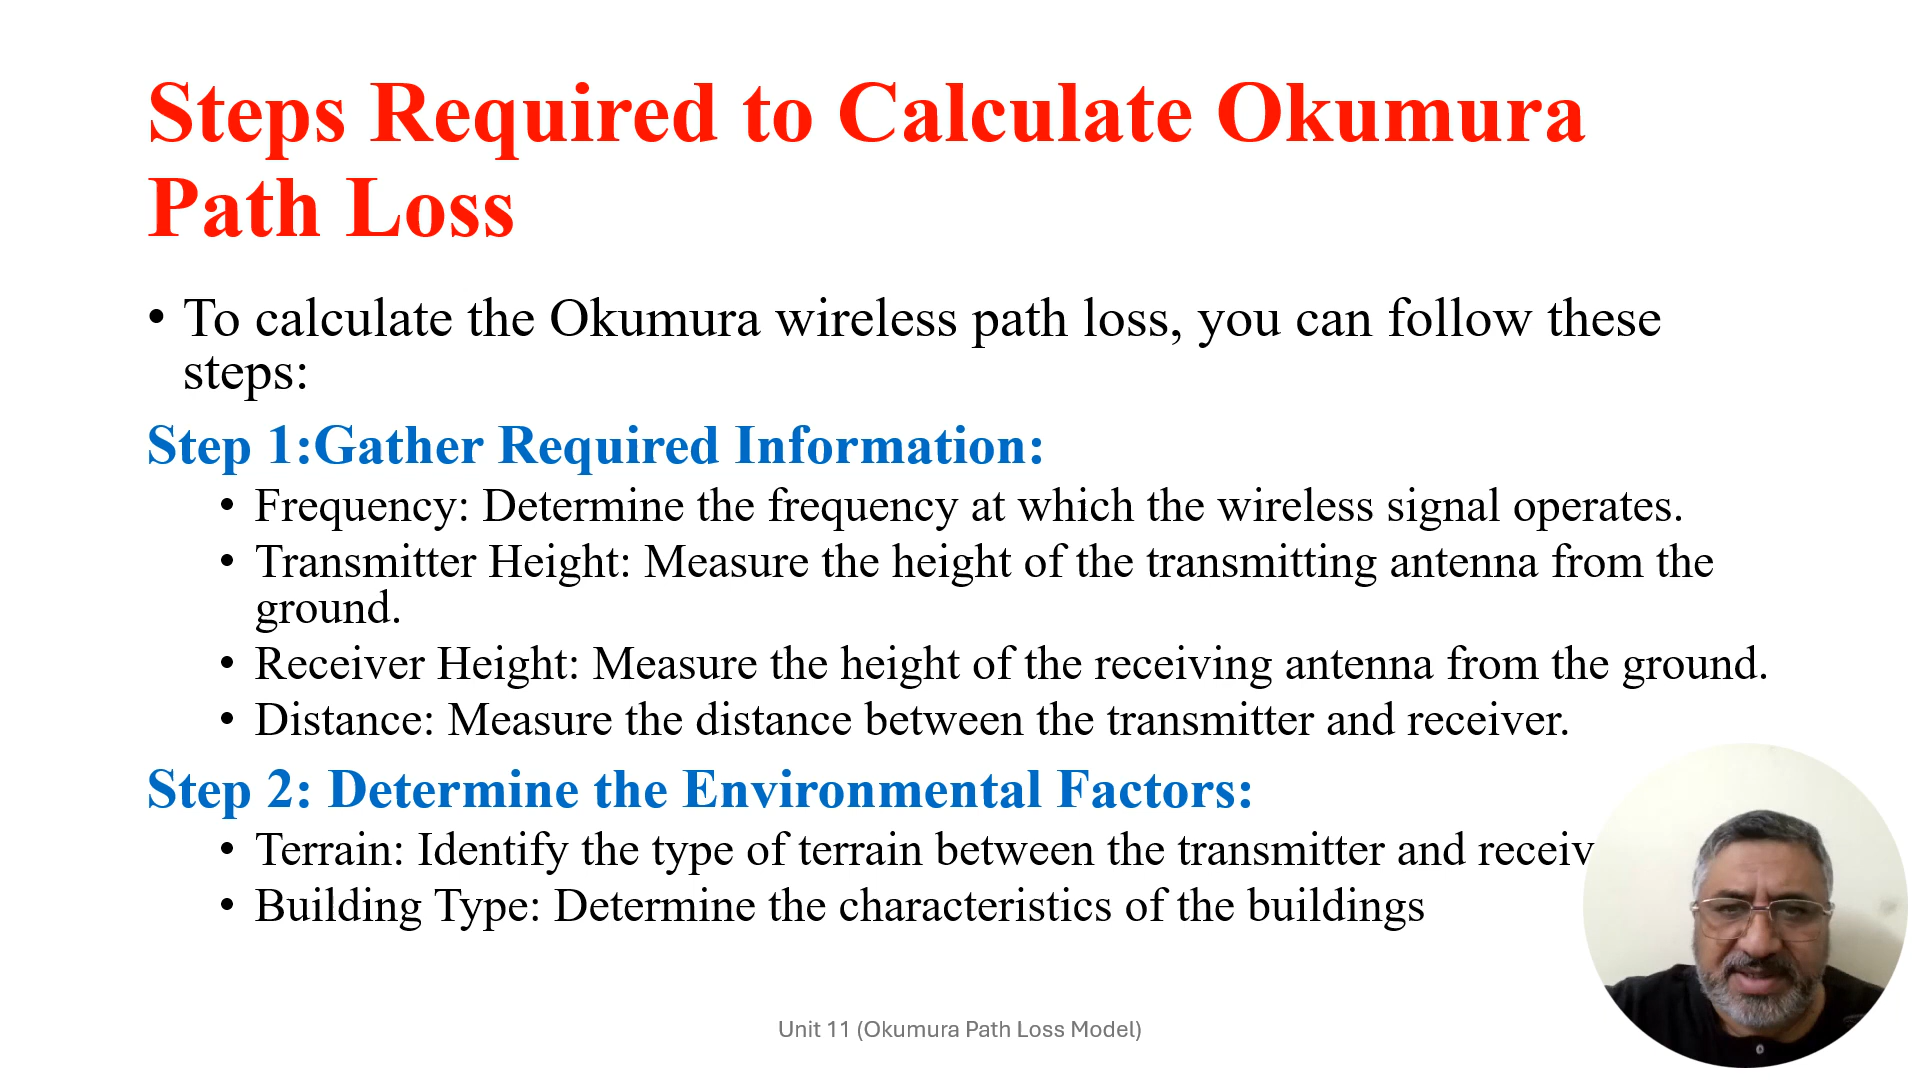 Steps Required to Calculate Okumura
Path Loss
• To calculate the Okumura wireless path loss, you can follow these
steps:
Step 1:Gather Required Information:
• Frequency: Determine the frequency at which the wireless signal operates.
• Transmitter Height: Measure the height of the transmitting antenna from the
ground.
• Receiver Height: Measure the height of the receiving antenna from the ground.
• Distance: Measure the distance between the transmitter and receiver.
Step 2: Determine the Environmental Factors:
• Terrain: Identify the type of terrain between the transmitter and receiv
• Building Type: Determine the characteristics of the buildings
Unit 11 (Okumura Path Loss Model)